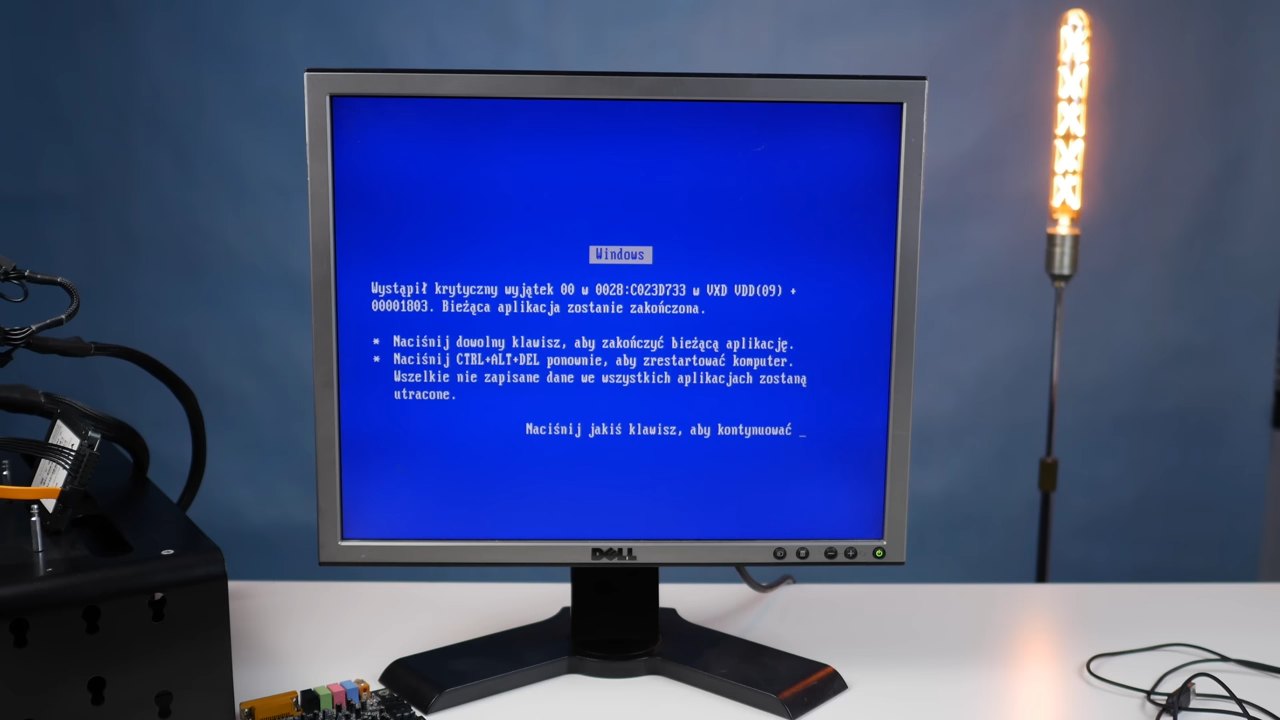 Windows
Wystąpił krytyczny wyjątek 00 w 0028:C023D733 w VXD VDD(09) +
00001803. Bieżąca aplikacja zostanie zakończona.
* Naciśnij dowolny klawisz, aby zakończyć bieżącą aplikację.
* Naciśnij CTRL+ALT+DEL ponownie, aby zrestartować komputer.
Wszelkie nie zapisane dane we wszystkich aplikacjach zostaną
utracone.
Naciśnij jakiś klawisz, aby kontynuować _
DELL